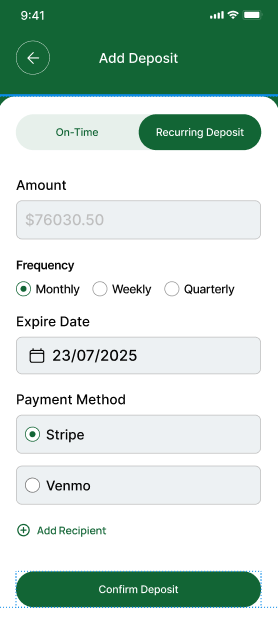 9:41
Add Deposit
On-Time
Recurring Deposit
Amount
$76030.50
Frequency
Monthly
Weekly
Quarterly
Expire Date
23/07/2025
Payment Method
Stripe
Venmo
Add Recipient
Confirm Deposit